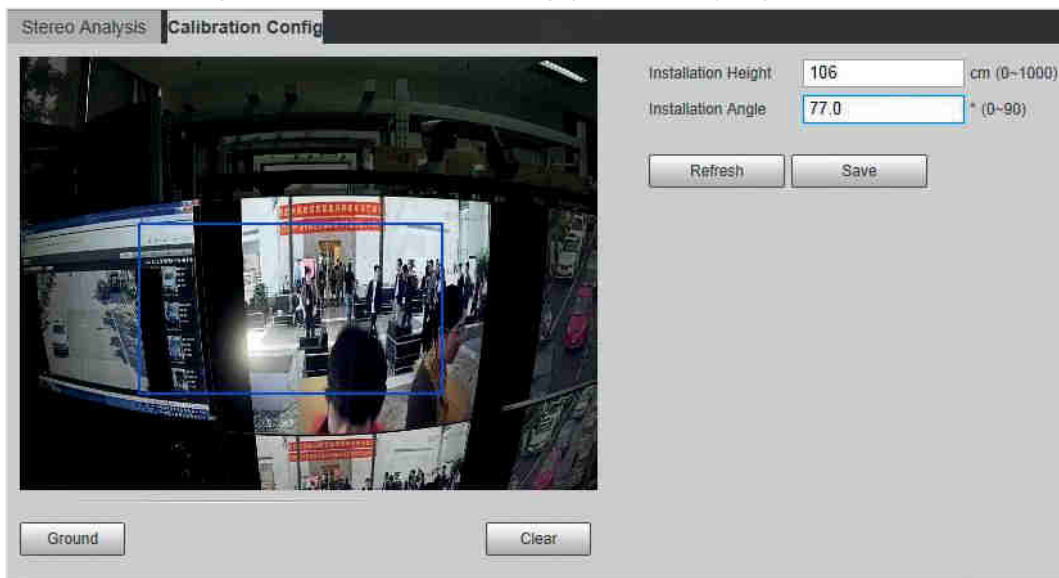 Stereo Analysis Calibration Config
Installation Height 106 cm (0~1000)
Installation Angle 77.0 ° (0~90)
Refresh Save
Ground Clear